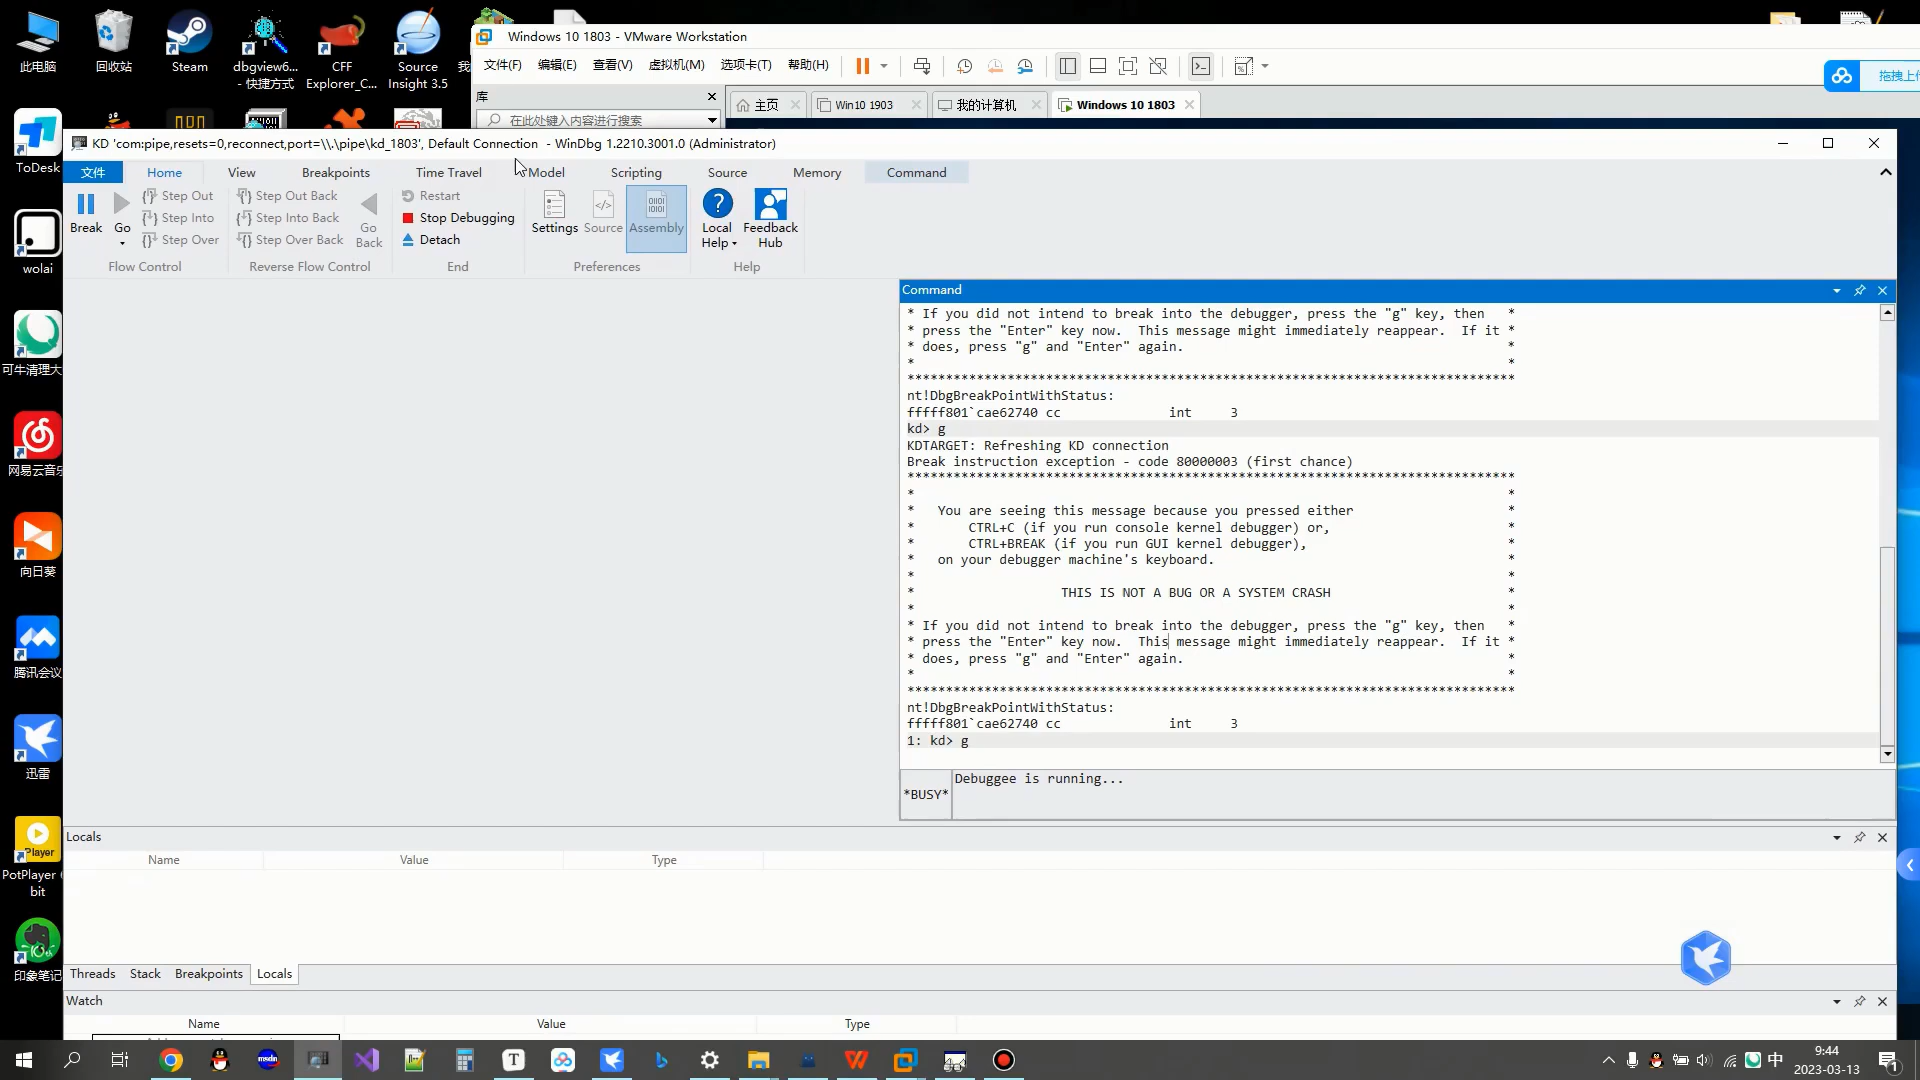 此电脑
回收站
Steam
dbgview6...
- 快捷方式
CFF
Explorer_C...
Source
Insight 3.5
Windows 10 1803 - VMware Workstation
文件(F) 编辑(E) 查看(V) 虚拟机(M) 选项卡(T) 帮助(H)
拖拽上
库
在此处键入内容进行搜索
主页
Win10 1903
我的计算机
Windows 10 1803
KD 'com:pipe,resets=0,reconnect,port=\\.\pipe\kd_1803', Default Connection - WinDbg 1.2210.3001.0 (Administrator)
文件 Home View Breakpoints Time Travel Model Scripting Source Memory Command
Break
Go
Step Out
Step Into
Step Over
Flow Control
Step Out Back
Step Into Back
Step Over Back
Go
Back
Reverse Flow Control
Restart
Stop Debugging
Detach
End
Settings
Source
Assembly
Preferences
Local
Help
Feedback
Hub
Help
Command
* If you did not intend to break into the debugger, press the "g" key, then *
* press the "Enter" key now. This message might immediately reappear. If it *
* does, press "g" and "Enter" again. *
* *
*******************************************************************************
nt!DbgBreakPointWithStatus:
fffff801`cae62740 cc int 3
kd> g
KDTARGET: Refreshing KD connection
Break instruction exception - code 80000003 (first chance)
*******************************************************************************
* *
* You are seeing this message because you pressed either *
* CTRL+C (if you run console kernel debugger) or, *
* CTRL+BREAK (if you run GUI kernel debugger), *
* on your debugger machine's keyboard. *
* *
* THIS IS NOT A BUG OR A SYSTEM CRASH *
* *
* If you did not intend to break into the debugger, press the "g" key, then *
* press the "Enter" key now. This message might immediately reappear. If it *
* does, press "g" and "Enter" again. *
* *
*******************************************************************************
nt!DbgBreakPointWithStatus:
fffff801`cae62740 cc int 3
1: kd> g
*BUSY*
Debuggee is running...
Locals
Name Value Type
Threads Stack Breakpoints Locals
Watch
Name Value Type
ToDesk
wolai
可牛清理大
网易云音乐
向日葵
腾讯会议
迅雷
Player
PotPlayer
bit
印象笔记
中
9:44
2023-03-13
1